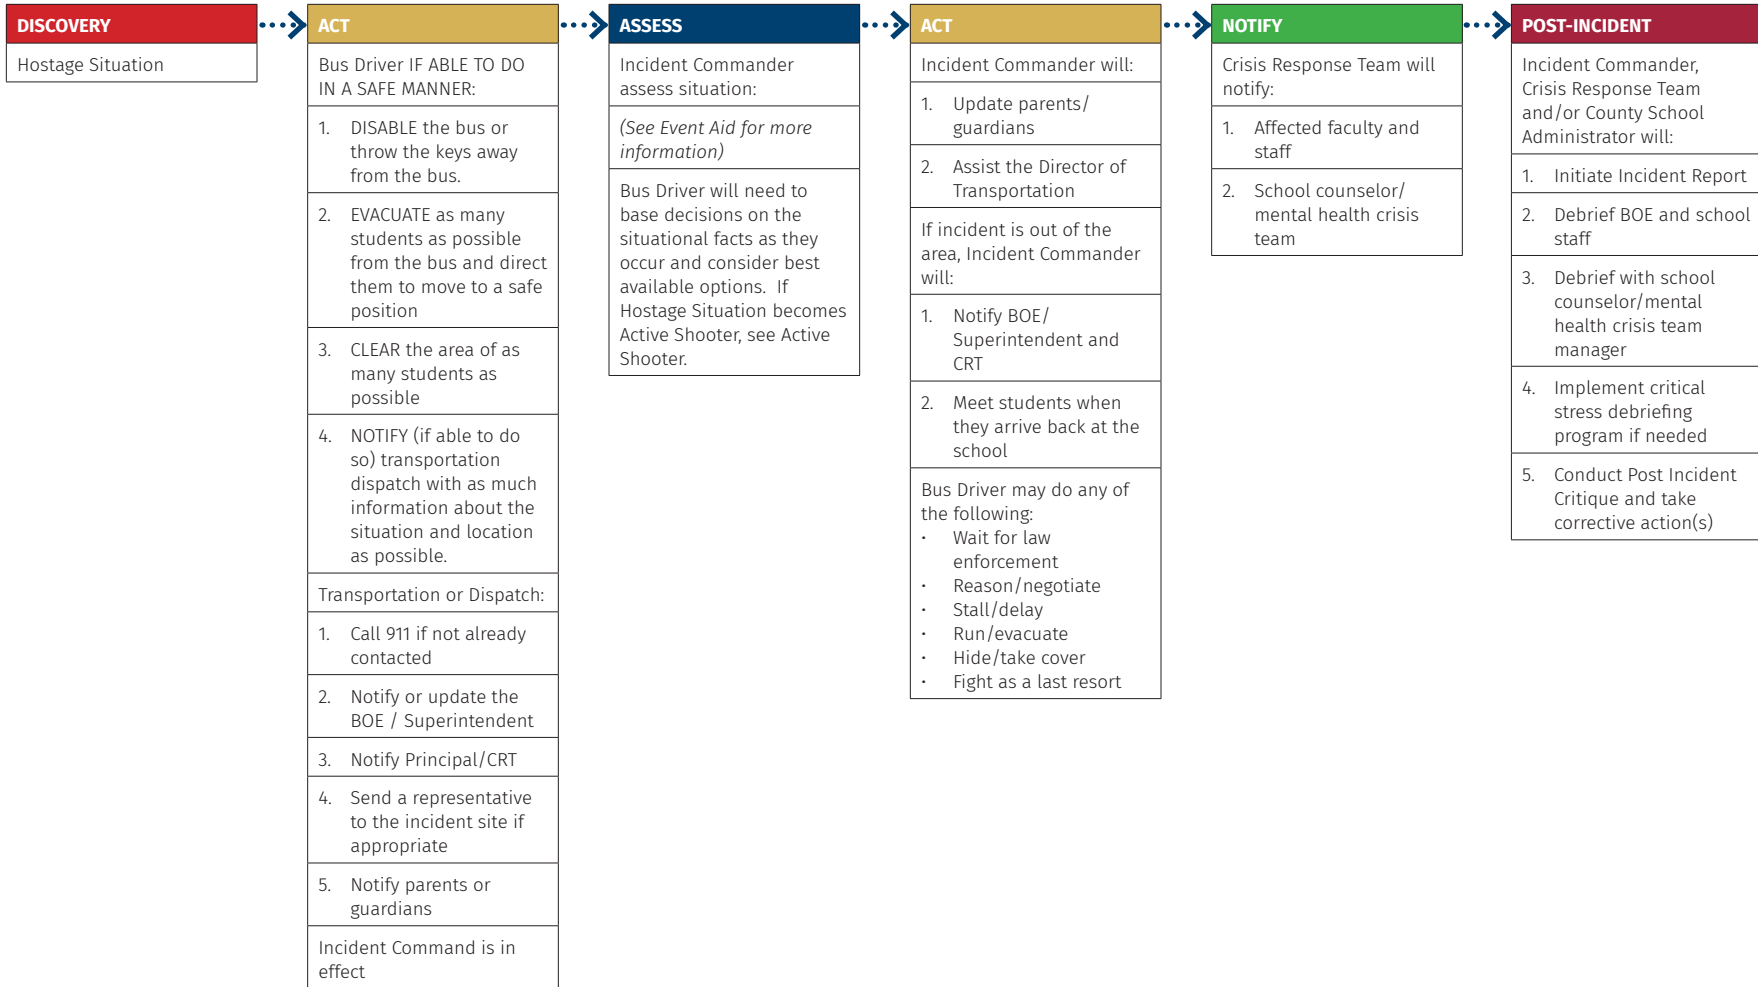 DISCOVERY
Hostage Situation
ACT
Bus Driver IF ABLE TO DO
IN A SAFE MANNER:
1. DISABLE the bus or
throw the keys away
from the bus.
2. EVACUATE as many
students as possible
from the bus and direct
them to move to a safe
position
3. CLEAR the area of as
many students as
possible
4. NOTIFY (if able to do
so) transportation
dispatch with as much
information about the
situation and location
as possible.
Transportation or Dispatch:
1. Call 911 if not already
contacted
2. Notify or update the
BOE / Superintendent
3. Notify Principal/CRT
4. Send a representative
to the incident site if
appropriate
5. Notify parents or
guardians
Incident Command is in
effect
ASSESS
Incident Commander
assess situation:
(See Event Aid for more
information)
Bus Driver will need to
base decisions on the
situational facts as they
occur and consider best
available options.  If
Hostage Situation becomes
Active Shooter, see Active
Shooter.
ACT
Incident Commander will:
1. Update parents/
guardians
2. Assist the Director of
Transportation
If incident is out of the
area, Incident Commander
will:
1. Notify BOE/
Superintendent and
CRT
2. Meet students when
they arrive back at the
school
Bus Driver may do any of
the following:
· Wait for law
enforcement
· Reason/negotiate
· Stall/delay
· Run/evacuate
· Hide/take cover
· Fight as a last resort
NOTIFY
Crisis Response Team will
notify:
1. Affected faculty and
staff
2. School counselor/
mental health crisis
team
POST-INCIDENT
Incident Commander,
Crisis Response Team
and/or County School
Administrator will:
1. Initiate Incident Report
2. Debrief BOE and school
staff
3. Debrief with school
counselor/mental
health crisis team
manager
4. Implement critical
stress debriefing
program if needed
5. Conduct Post Incident
Critique and take
corrective action(s)